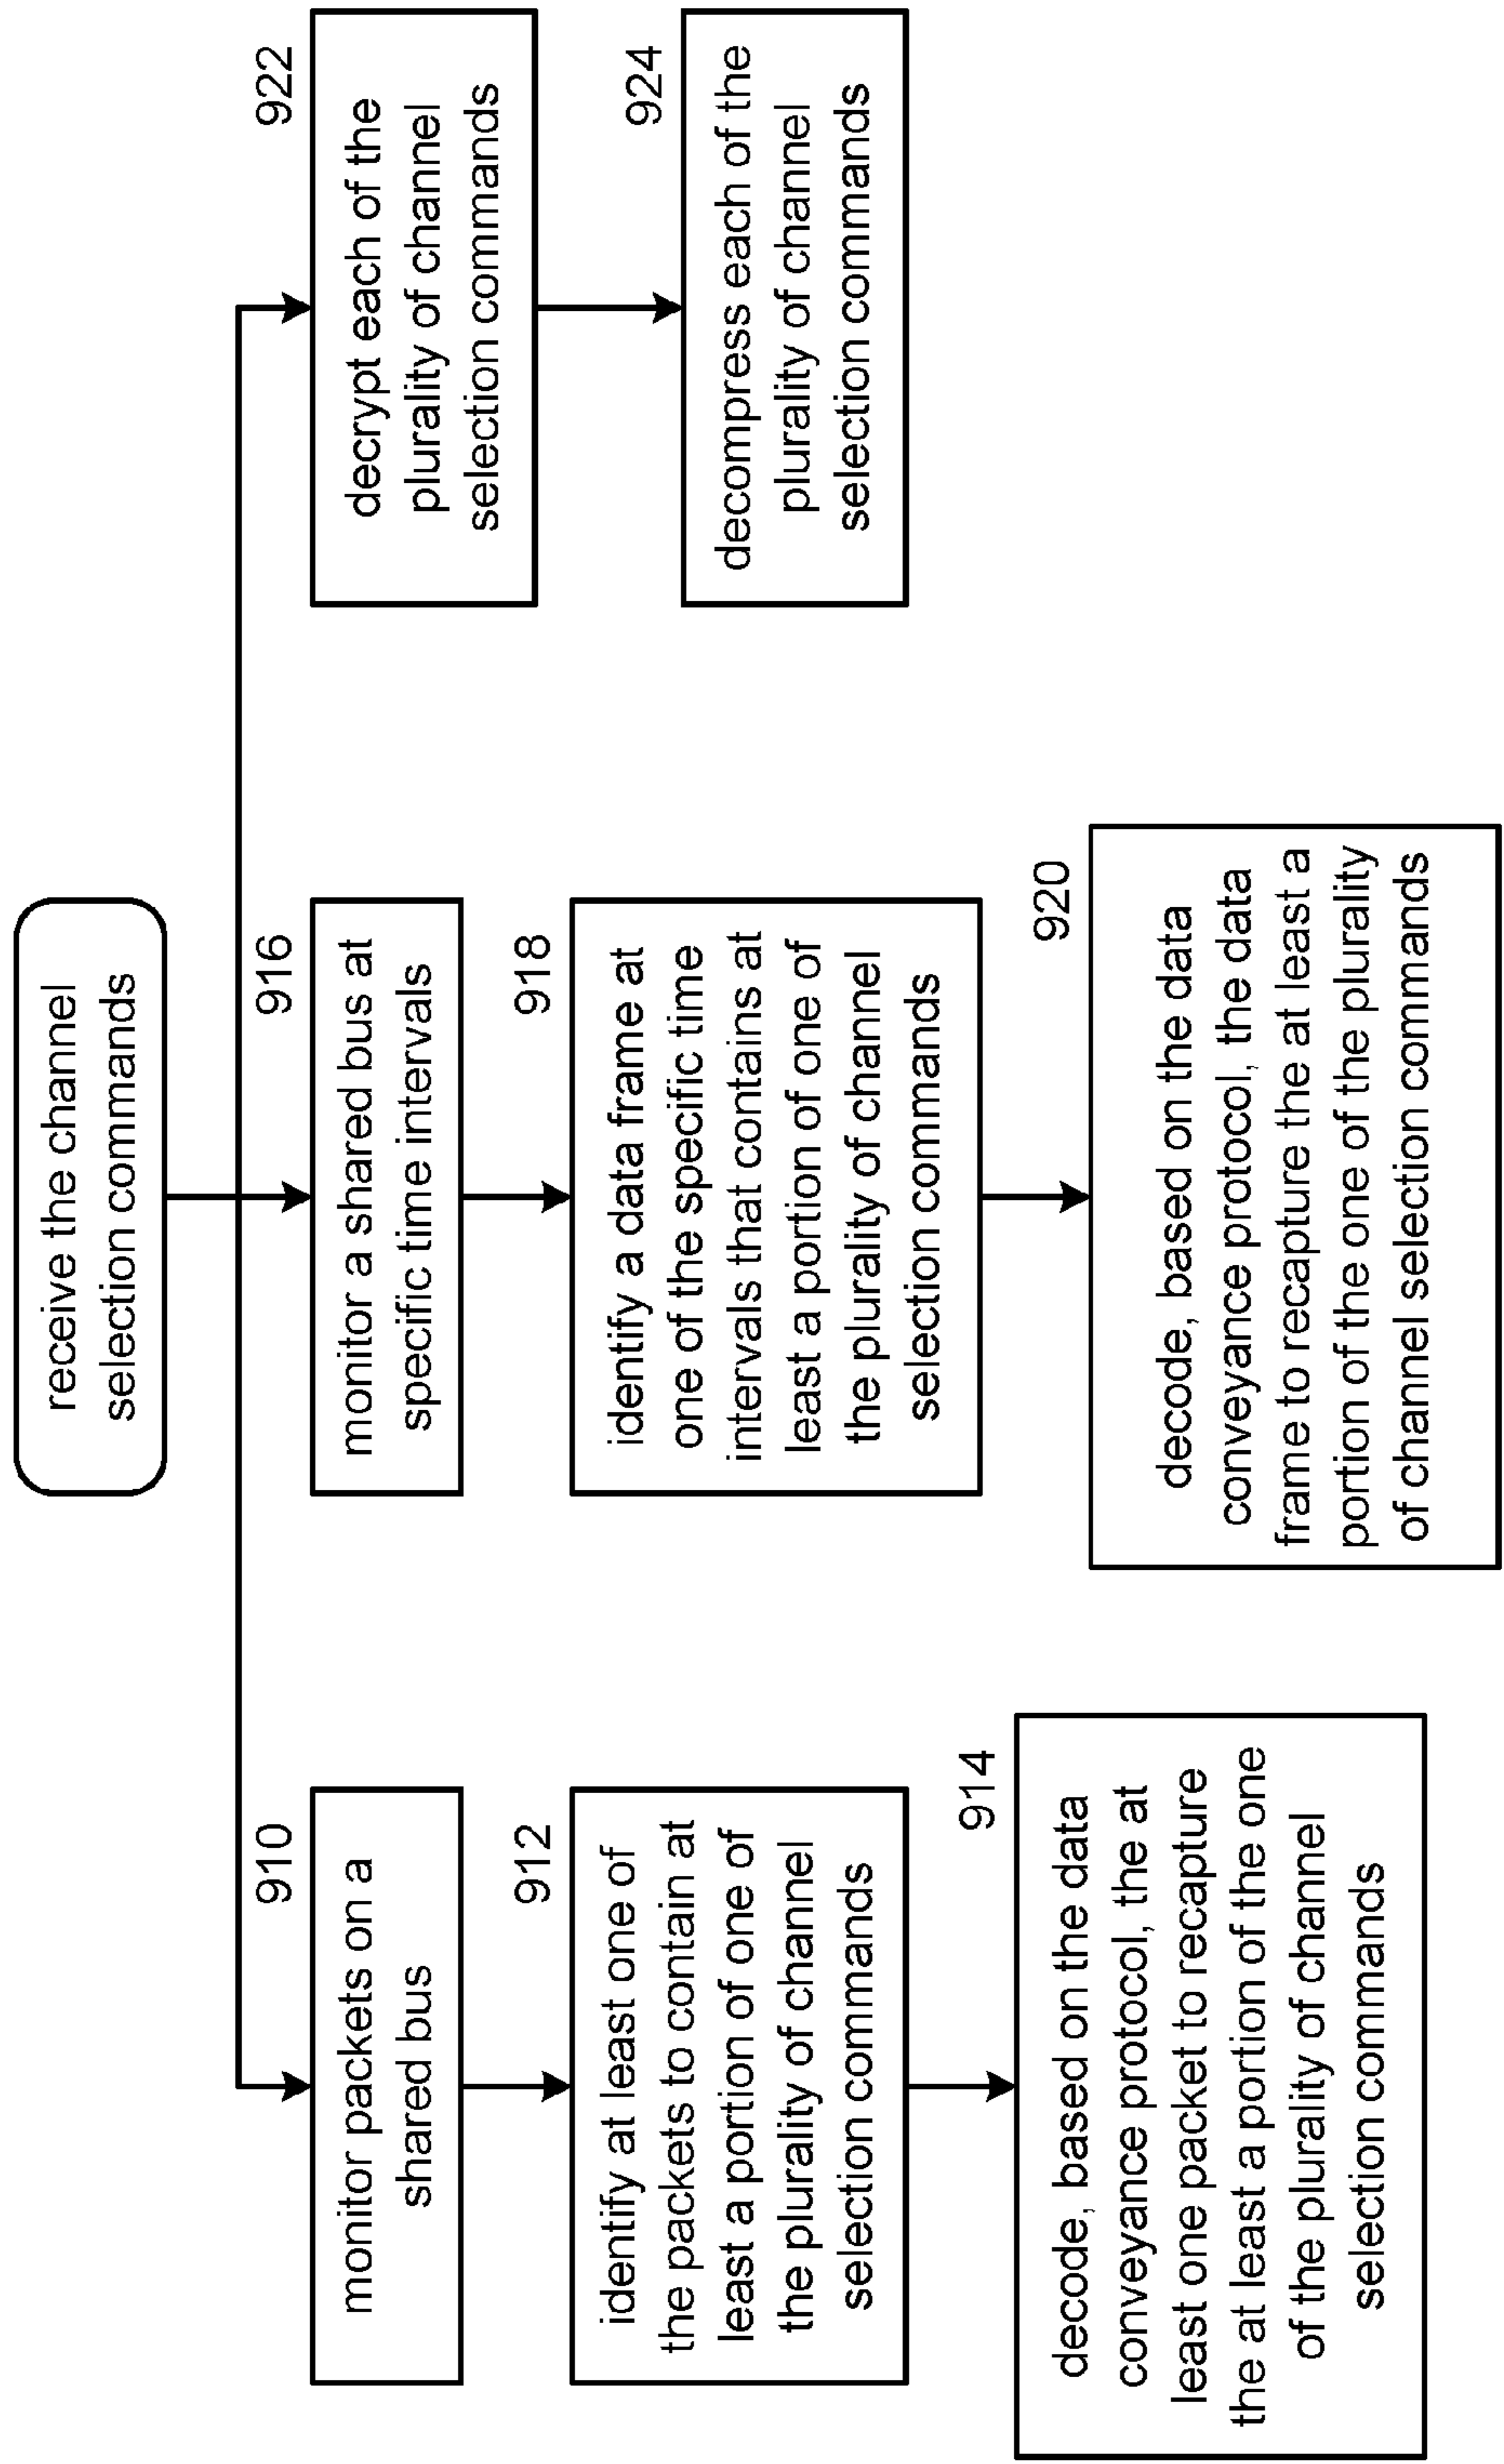 receive the channel
selection commands
910
monitor packets on a
shared bus
912
identify at least one of
the packets to contain at
least a portion of one of
the plurality of channel
selection commands
914
decode, based on the data
conveyance protocol, the at
least one packet to recapture
the at least a portion of the one
of the plurality of channel
selection commands
916
monitor a shared bus at
specific time intervals
918
identify a data frame at
one of the specific time
intervals that contains at
least a portion of one of
the plurality of channel
selection commands
920
decode, based on the data
conveyance protocol, the data
frame to recapture the at least a
portion of the one of the plurality
of channel selection commands
922
decrypt each of the
plurality of channel
selection commands
924
decompress each of the
plurality of channel
selection commands